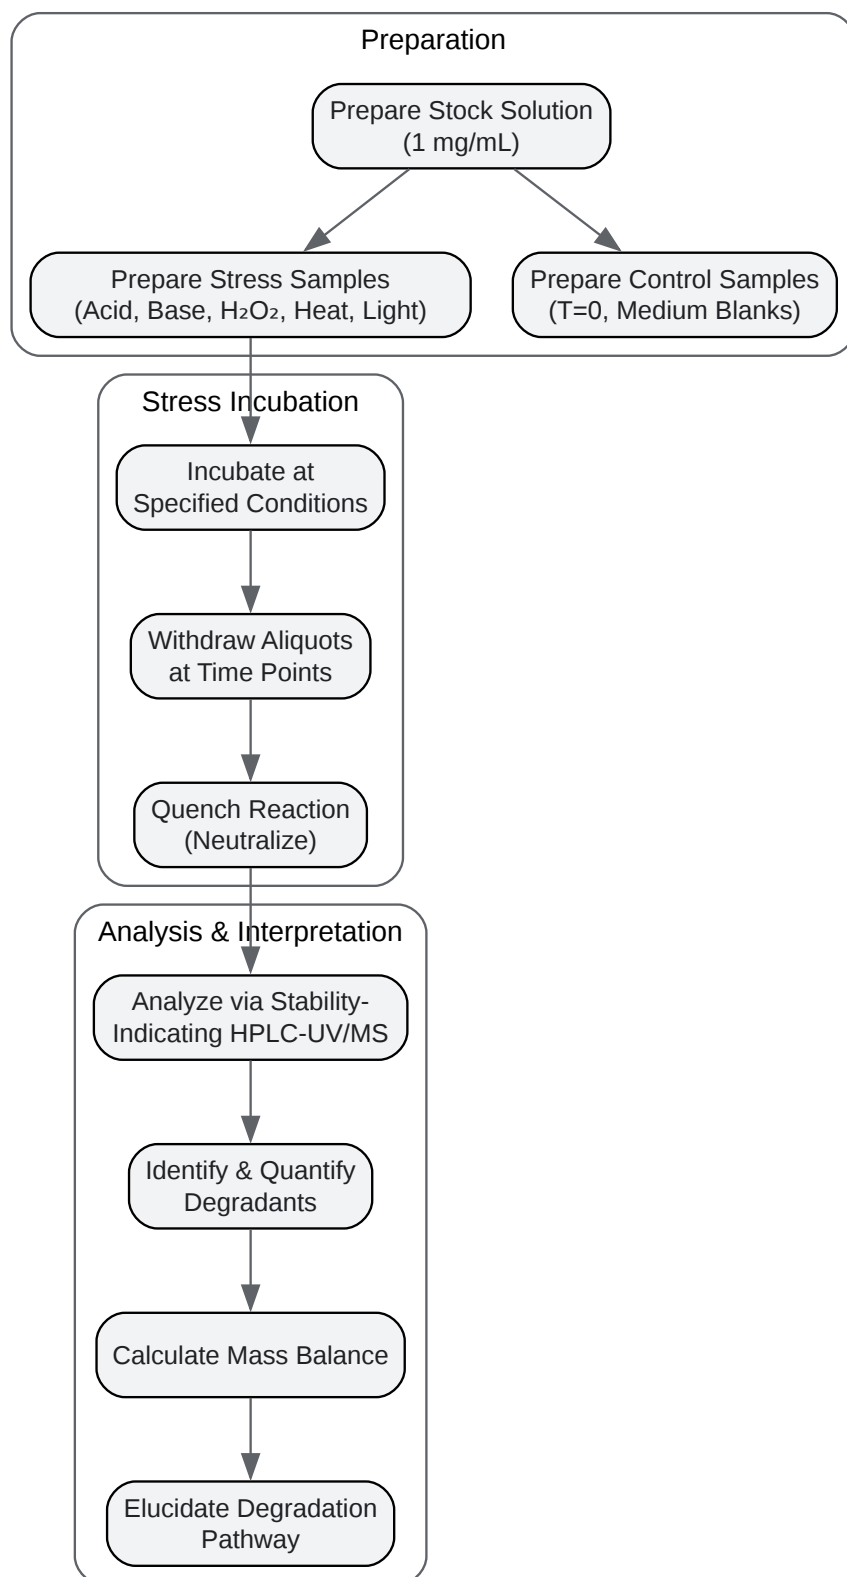 Preparation
Prepare Stock Solution
(1 mg/mL)
Prepare Stress Samples
(Acid, Base, H₂O₂, Heat, Light)
Prepare Control Samples
(T=0, Medium Blanks)
Stress Incubation
Incubate at
Specified Conditions
Withdraw Aliquots
at Time Points
Quench Reaction
(Neutralize)
Analysis & Interpretation
Analyze via Stability-
Indicating HPLC-UV/MS
Identify & Quantify
Degradants
Calculate Mass Balance
Elucidate Degradation
Pathway